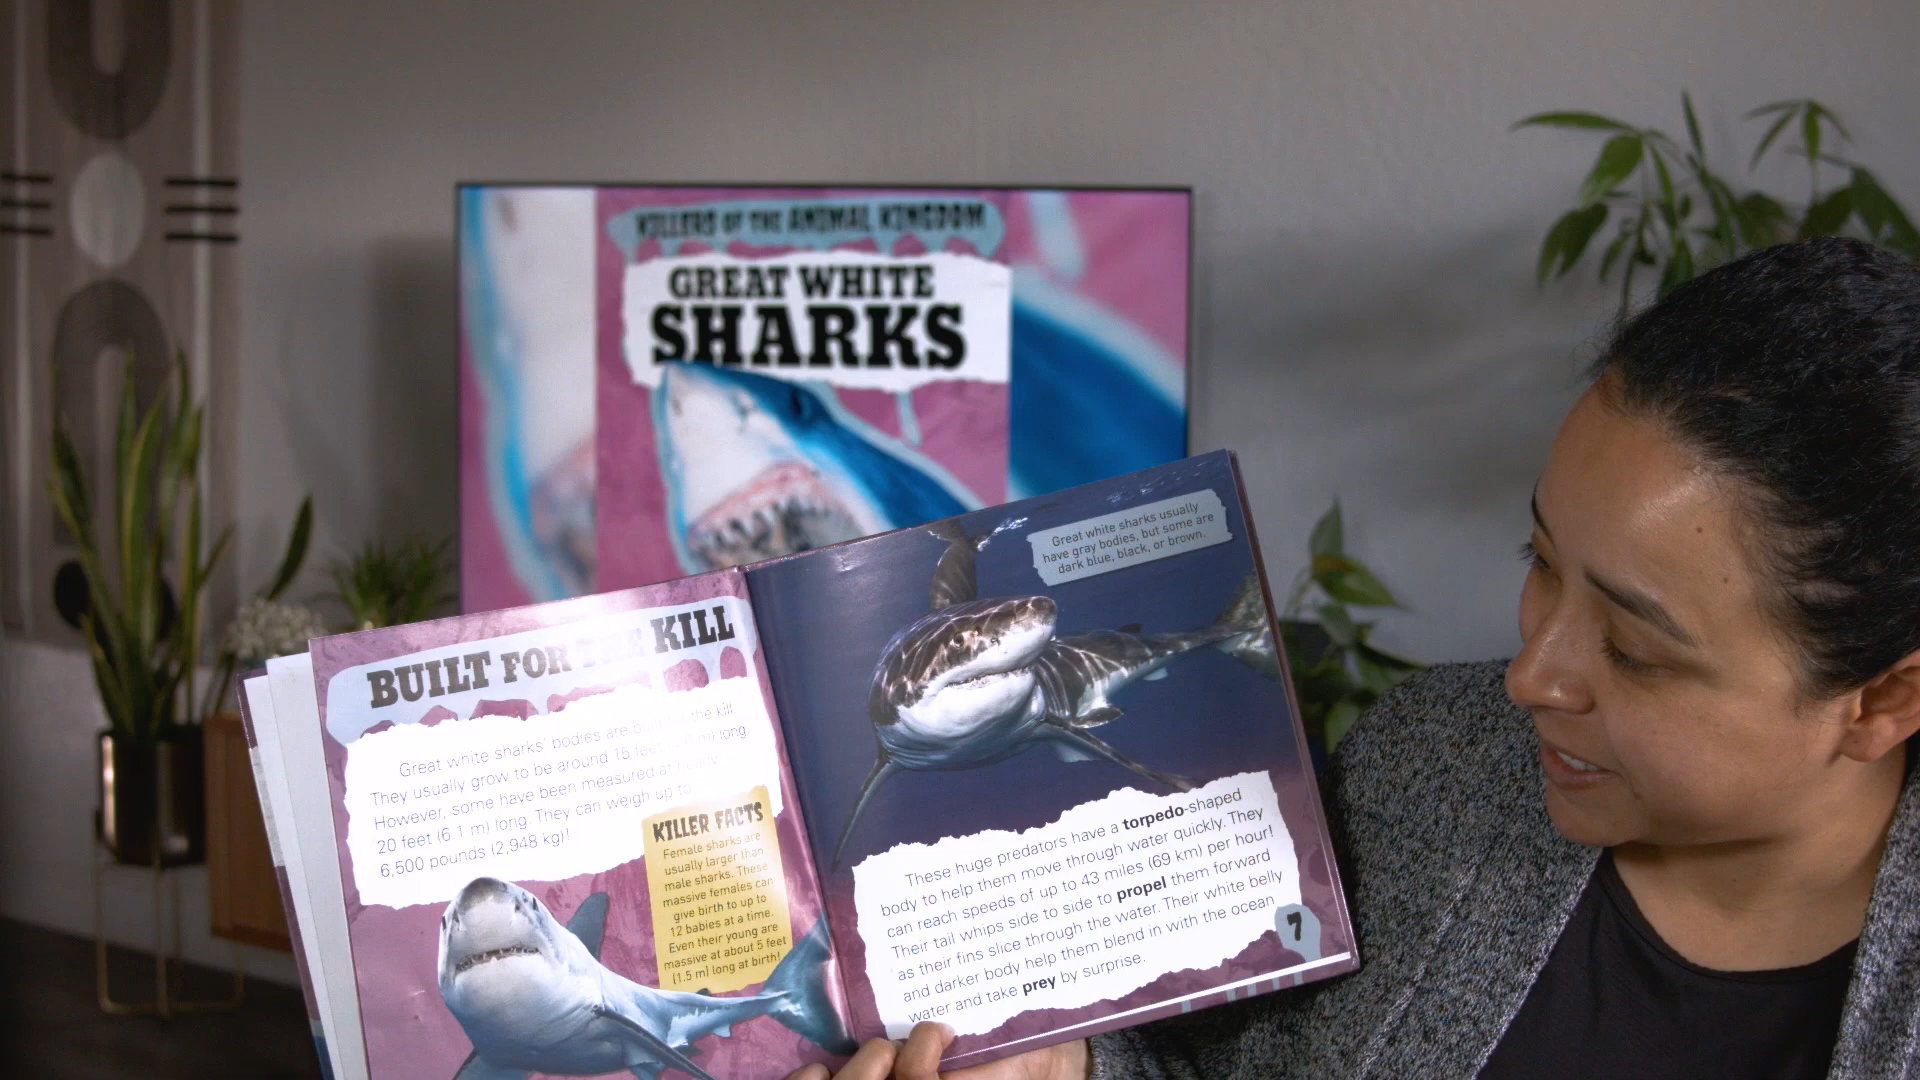 KILLERS OF THE ANIMAL KINGDOM
GREAT WHITE
SHARKS
BUILT FOR THE KILL
Great white sharks' bodies are the kill.
They usually grow to be around 15 feet m) long.
However, some have been measured at nearly
20 feet (6.1 m) long. They can weigh up to
6,500 pounds (2,948 kg)!
KILLER FACTS
Female sharks are
usually larger than
male sharks. These
massive females can
give birth to up to
12 babies at a time.
Even their young are
massive at about 5 feet
(1.5 m) long at birth!
Great white sharks usually
have gray bodies, but some are
dark blue, black, or brown.
These huge predators have a torpedo-shaped
body to help them move through water quickly. They
can reach speeds of up to 43 miles (69 km) per hour!
Their tail whips side to side to propel them forward
as their fins slice through the water. Their white belly
and darker body help them blend in with the ocean
water and take prey by surprise.
7